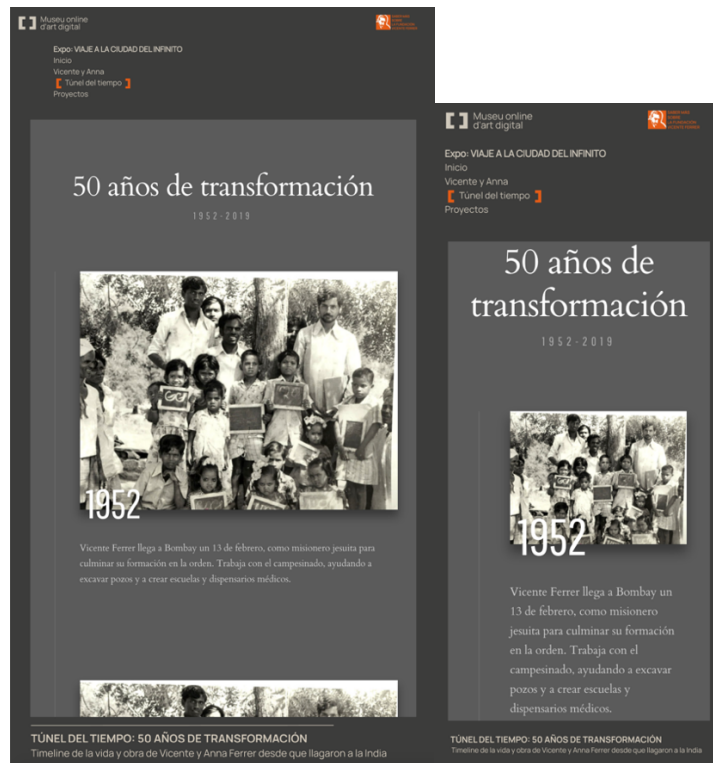 Museu online
d'art digital
Expo: VIAJE A LA CIUDAD DEL INFINITO
Inicio
Vicente y Anna
[ Túnel del tiempo ]
Proyectos
50 años de transformación
1952-2019
1952
Vicente Ferrer llega a Bombay un 13 de febrero, como misionero jesuita para
culminar su formación en la orden. Trabaja con el campesinado, ayudando a
excavar pozos y a crear escuelas y dispensarios médicos.
TÚNEL DEL TIEMPO: 50 AÑOS DE TRANSFORMACIÓN
Timeline de la vida y obra de Vicente y Anna Ferrer desde que llagaron a la India
Museu online
d'art digital
Expo: VIAJE A LA CIUDAD DEL INFINITO
Inicio
Vicente y Anna
[ Túnel del tiempo ]
Proyectos
50 años de
transformación
1952-2019
1952
Vicente Ferrer llega a Bombay un
13 de febrero, como misionero
jesuita para culminar su formación
en la orden. Trabaja con el
campesinado, ayudando a excavar
pozos y a crear escuelas y
dispensarios médicos.
TÚNEL DEL TIEMPO: 50 AÑOS DE TRANSFORMACIÓN
Timeline de la vida y obra de Vicente y Anna Ferrer desde que llagaron a la India